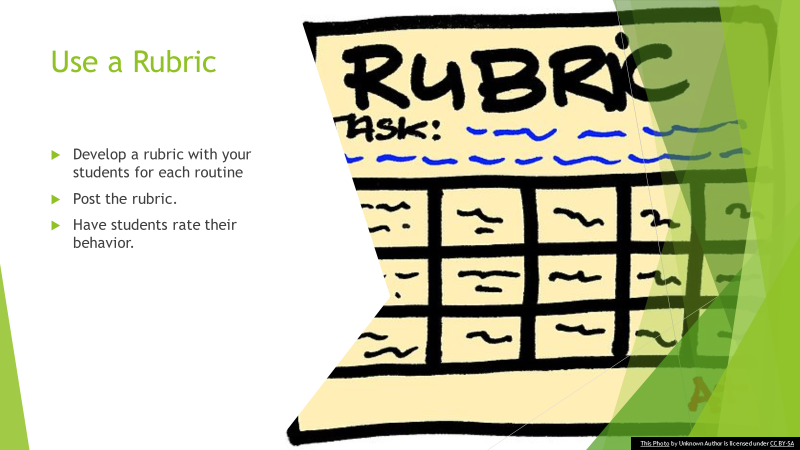 Use a Rubric
Develop a rubric with your
students for each routine
Post the rubric.
Have students rate their
behavior.
RUBRIC
TASK:
This Photo by Unknown Author is licensed under CC BY-SA